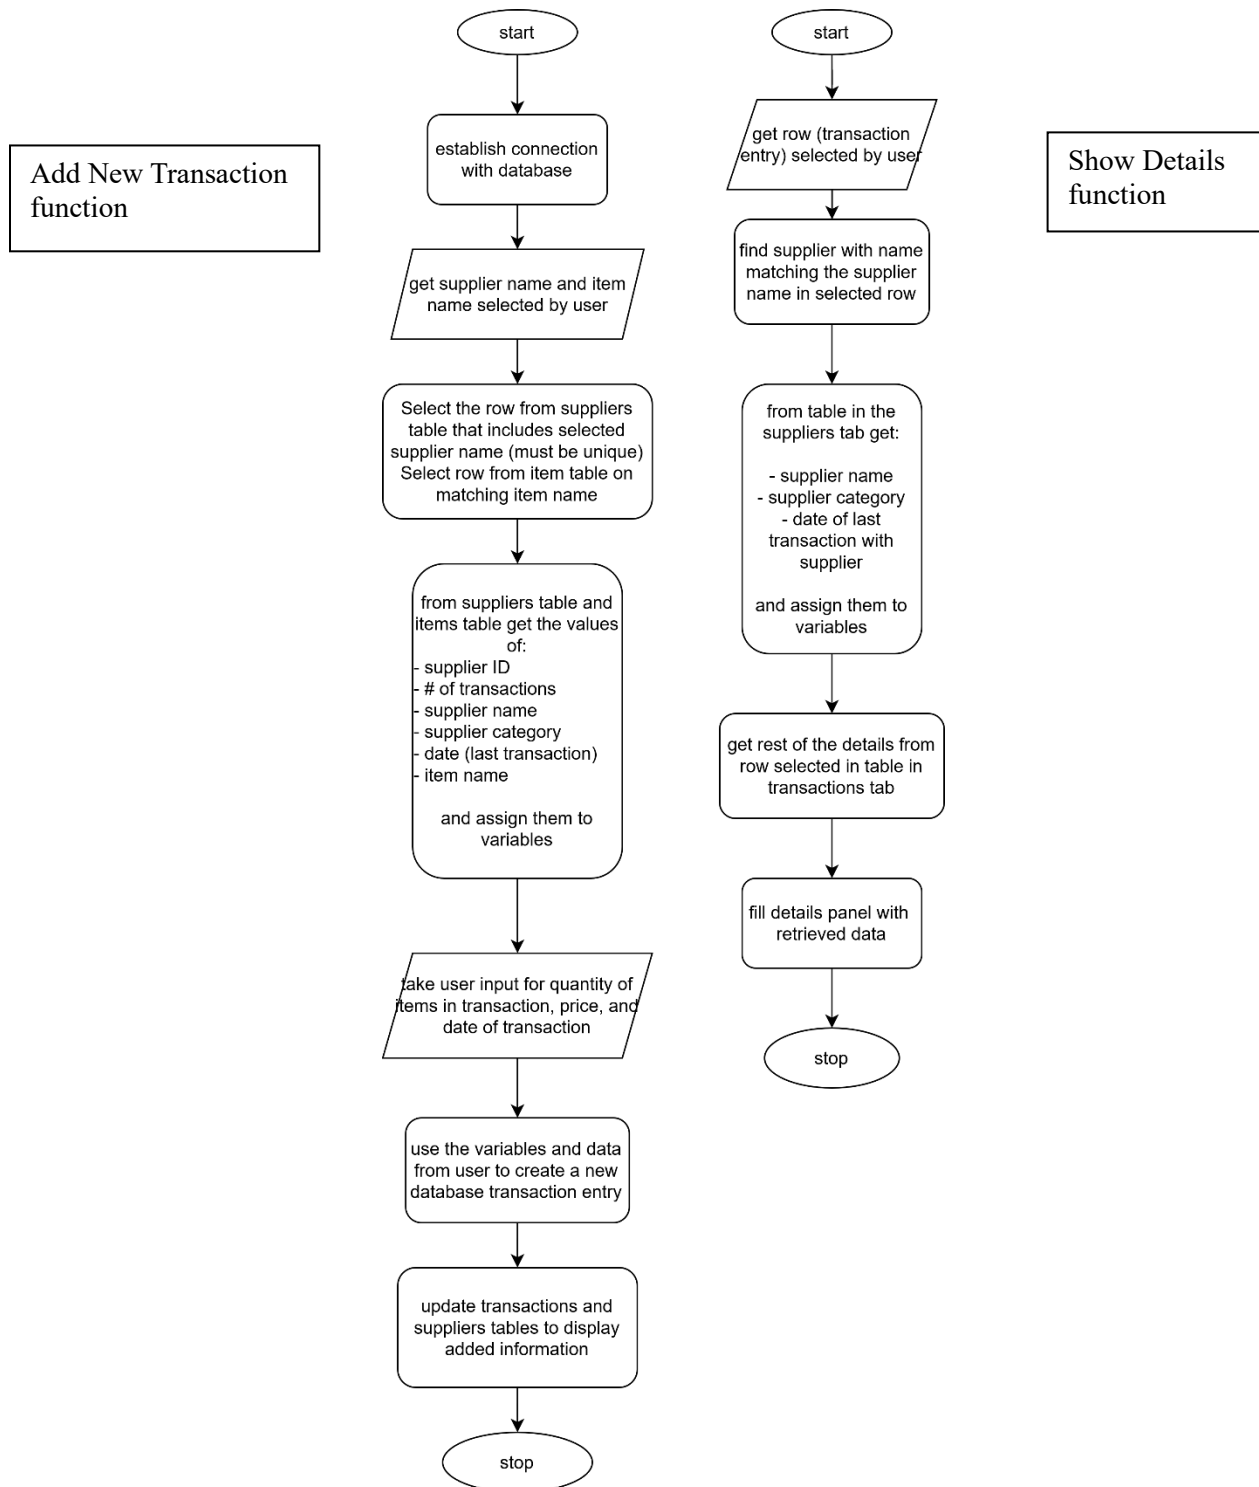 Add New Transaction
function
start
establish connection
with database
get supplier name and item
name selected by user
Select the row from suppliers
table that includes selected
supplier name (must be unique)
Select row from item table on
matching item name
from suppliers table and
items table get the values
of:
- supplier ID
- # of transactions
- supplier name
- supplier category
- date (last transaction)
- item name
and assign them to
variables
take user input for quantity of
items in transaction, price, and
date of transaction
use the variables and data
from user to create a new
database transaction entry
update transactions and
suppliers tables to display
added information
stop
Show Details
function
start
get row (transaction
entry) selected by user
find supplier with name
matching the supplier
name in selected row
from table in the
suppliers tab get:
- supplier name
- supplier category
- date of last
transaction with
supplier
and assign them to
variables
get rest of the details from
row selected in table in
transactions tab
fill details panel with
retrieved data
stop